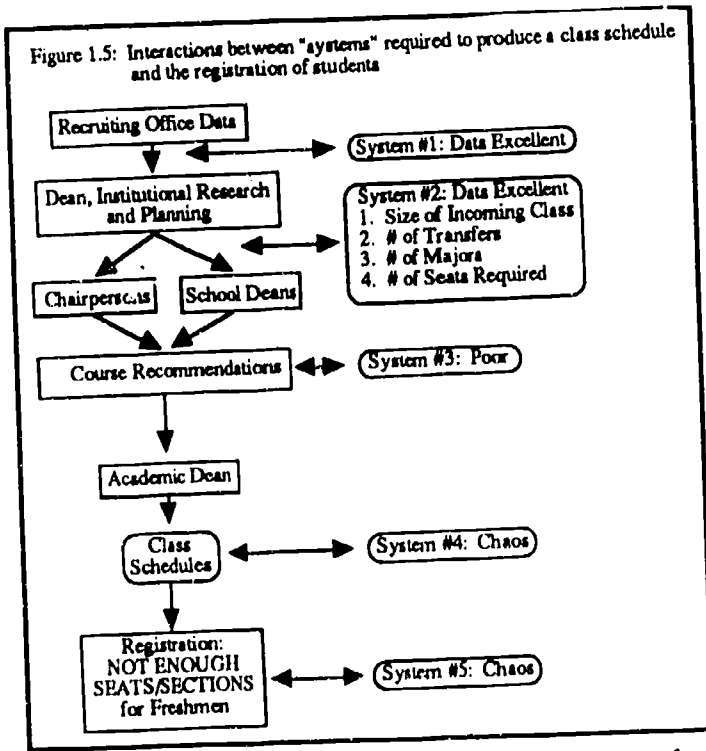 Figure 1.5: Interactions between "aystems" required to produce a class schedule
and the registration of students
Recruiting Office Data
System #1: Data Excellent
Dean, Institutional Research
and Planning
System #2: Data Excellent
1. Size of Incoming Class
2. # of Transfers
3. # of Majora
4. # of Seats Required
Chairpersons
School Deans
Course Recommendations
System #3: Poor
Academic Dean
Class
Schedules
System #4: Chaos
Registration:
NOT ENOUGH
SEATS/SECTIONS
for Freshmen
System #5: Chaos